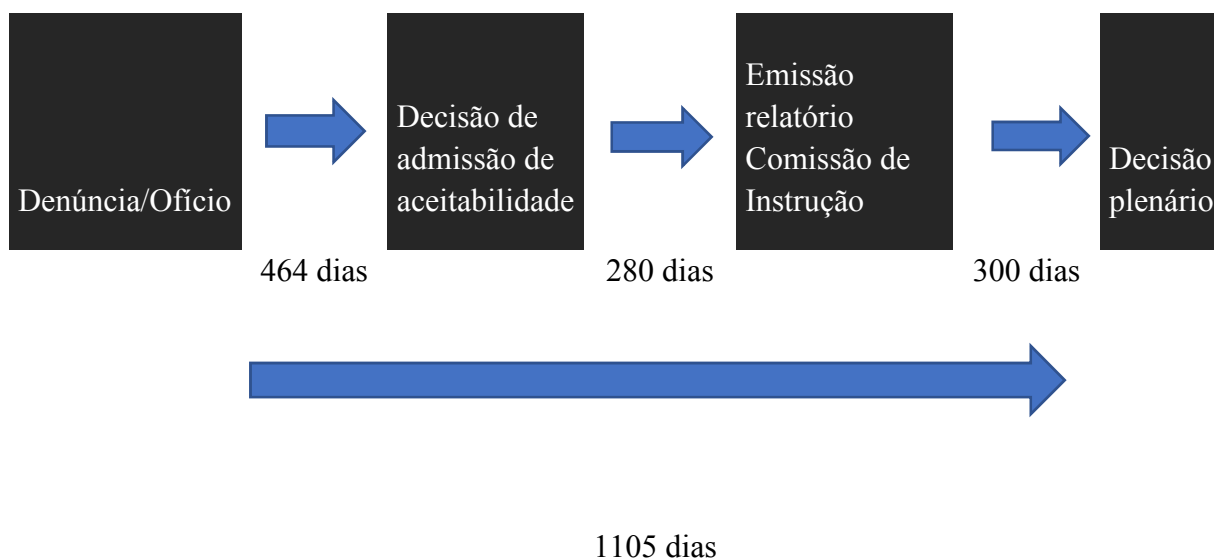 Denúncia/Ofício
Decisão de
admissão de
aceitabilidade
Emissão
relatório
Comissão de
Instrução
Decisão
plenário
464 dias
280 dias
300 dias
1105 dias